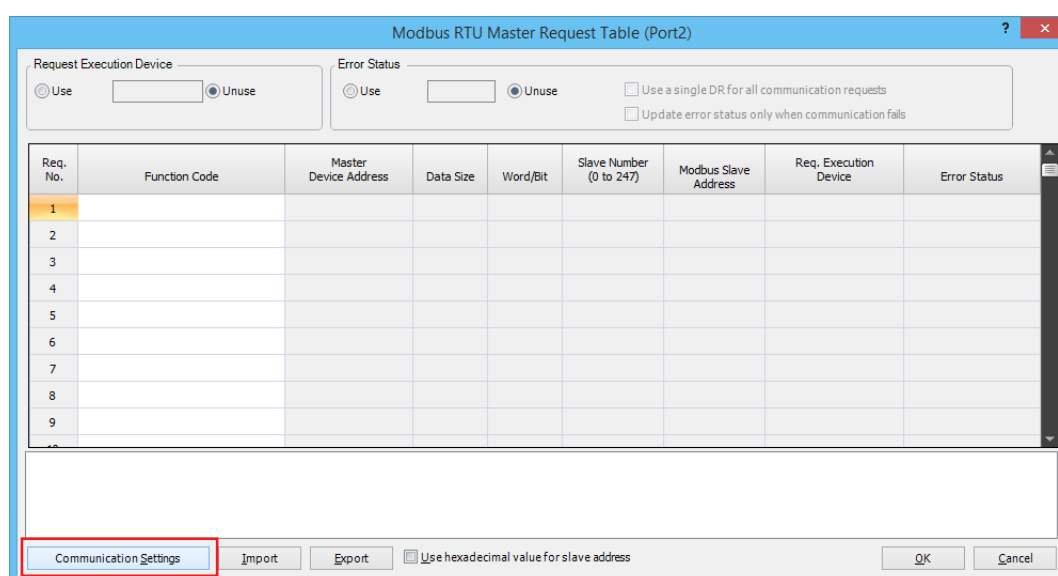 Modbus RTU Master Request Table (Port2)
?
Request Execution Device
Error Status
Use
Unuse
Use
Unuse
Use a single DR for all communication requests
Update error status only when communication fails
Req. No.
Function Code
Master Device Address
Data Size
Word/Bit
Slave Number (0 to 247)
Modbus Slave Address
Req. Execution Device
Error Status
1
2
3
4
5
6
7
8
9
Communication Settings
Import
Export
Use hexadecimal value for slave address
OK
Cancel